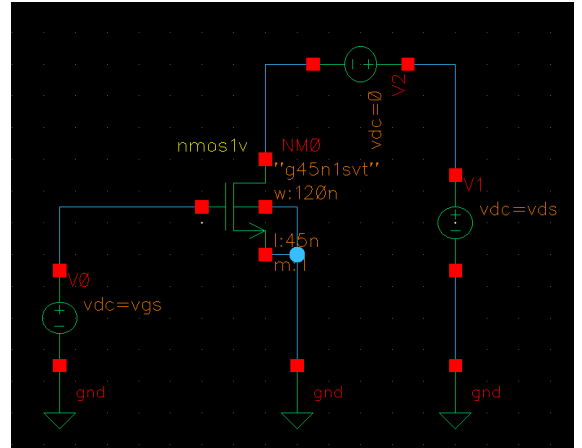 V2
vdc=0
nmos1v
NM0
"g45n1svt"
w:120n
l:45n
m:1
V1
vdc=vds
V0
vdc=vgs
gnd
gnd
gnd